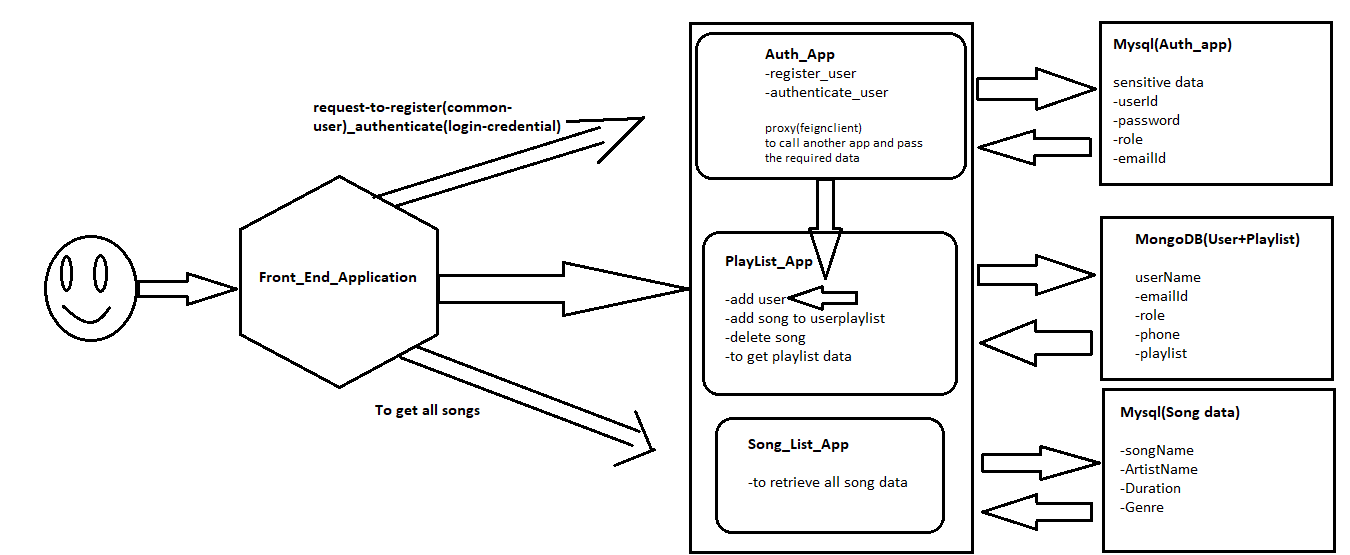 request-to-register(common-
user)_authenticate(login-credential)
Front_End_Application
To get all songs
Auth_App
-register_user
-authenticate_user
proxy(feignclient)
to call another app and pass
the required data
PlayList_App
-add user
-add song to userplaylist
-delete song
-to get playlist data
Song_List_App
-to retrieve all song data
Mysql(Auth_app)
sensitive data
-userId
-password
-role
-emailId
MongoDB(User+Playlist)
userName
-emailId
-role
-phone
-playlist
Mysql(Song data)
-songName
-ArtistName
-Duration
-Genre